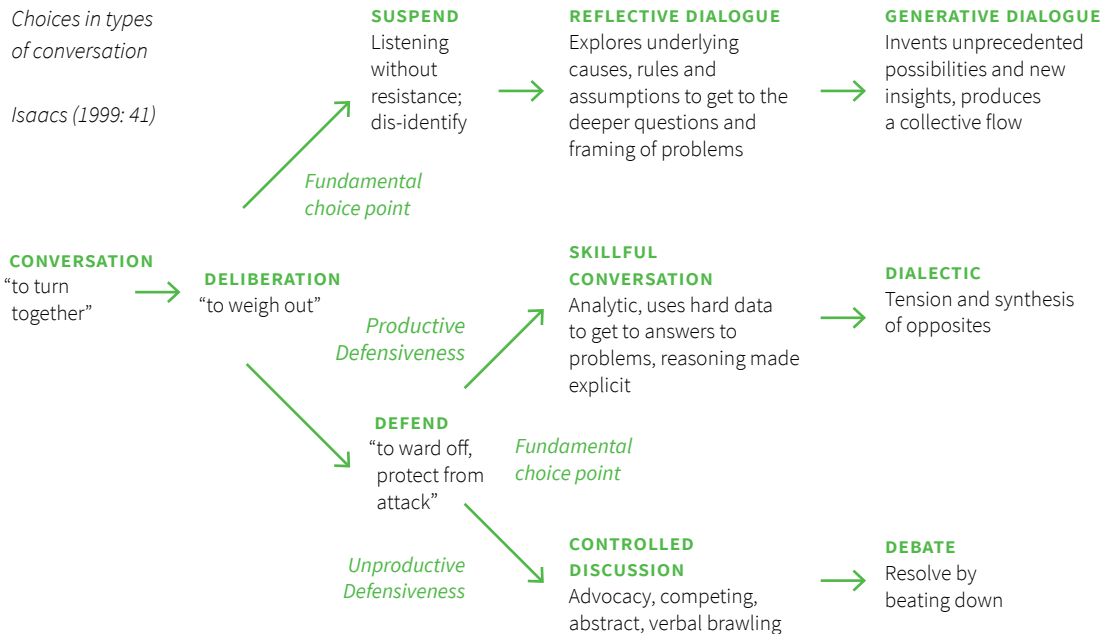 Choices in types
of conversation
Isaacs (1999: 41)
SUSPEND
Listening
without
resistance;
dis-identify
REFLECTIVE DIALOGUE
Explores underlying
causes, rules and
assumptions to get to the
deeper questions and
framing of problems
GENERATIVE DIALOGUE
Invents unprecedented
possibilities and new
insights, produces
a collective flow
Fundamental
choice point
CONVERSATION
“to turn
together”
DELIBERATION
“to weigh out”
Productive
Defensiveness
SKILLFUL
CONVERSATION
Analytic, uses hard data
to get to answers to
problems, reasoning made
explicit
DIALECTIC
Tension and synthesis
of opposites
DEFEND
“to ward off,
protect from
attack”
Fundamental
choice point
Unproductive
Defensiveness
CONTROLLED
DISCUSSION
Advocacy, competing,
abstract, verbal brawling
DEBATE
Resolve by
beating down